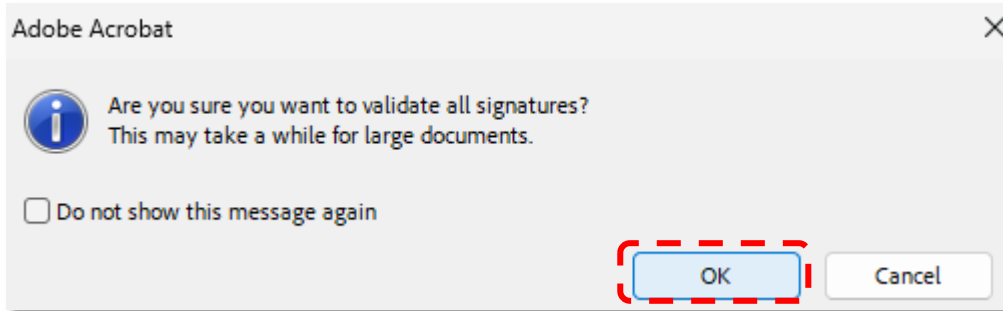 Adobe Acrobat
Are you sure you want to validate all signatures?
This may take a while for large documents.
Do not show this message again
OK
Cancel